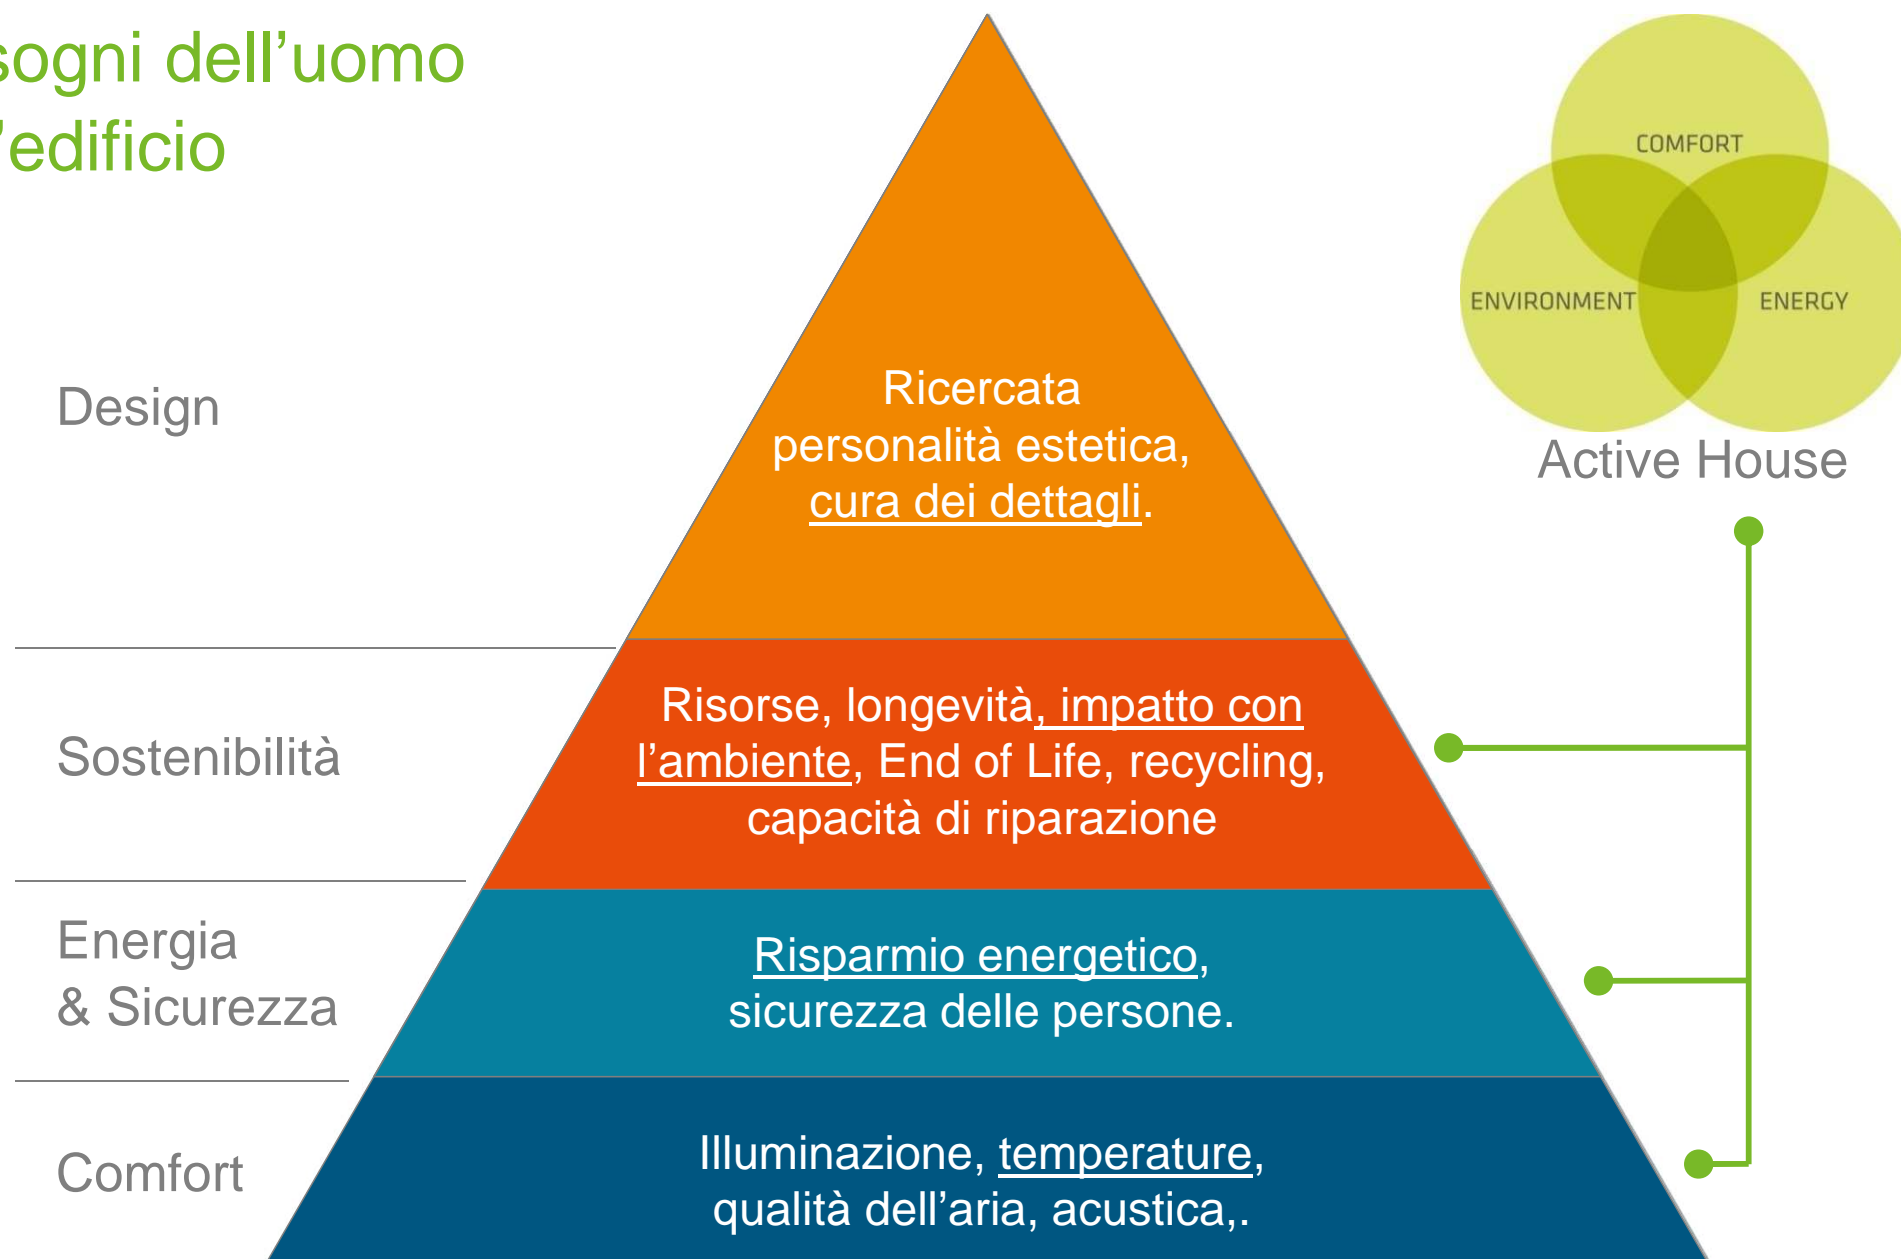 sogni dell’uomo
l’edificio
COMFORT
ENVIRONMENT
ENERGY
Active House
Design
Ricercata
personalità estetica,
cura dei dettagli.
Sostenibilità
Risorse, longevità, impatto con
l’ambiente, End of Life, recycling,
capacità di riparazione
Energia
& Sicurezza
Risparmio energetico,
sicurezza delle persone.
Comfort
Illuminazione, temperature,
qualità dell’aria, acustica,.